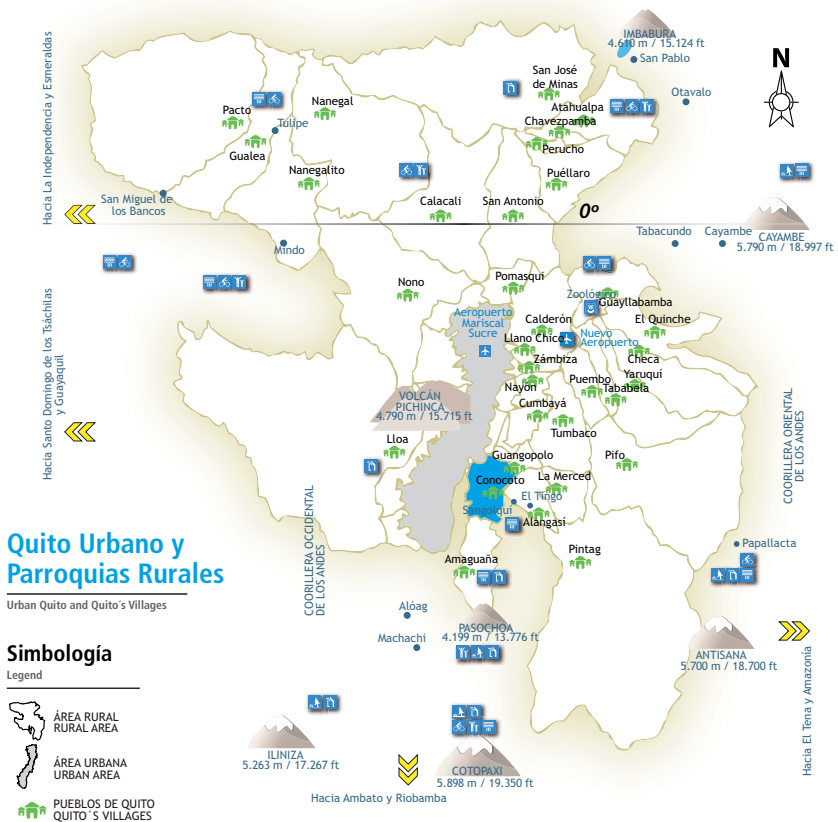 IMBABURA
4.610 m / 15.124 ft
San Pablo
Otavalo
N
San José
de Minas
Atahualpa
Chavezpamba
Perucho
Puéllaro
Pacto
Nanegal
Tulipe
Gualea
Nanegalito
Calacali
San Antonio
0º
San Miguel de
los Bancos
Hacia La Independencia y Esmeraldas
Tabacundo
Cayambe
CAYAMBE
5.790 m / 18.997 ft
Mindo
Nono
Pomasqui
Zoológico
Guayllabamba
El Quinche
Aeropuerto
Mariscal
Sucre
Calderón
Llano Chico
Nuevo
Aeropuerto
Checa
Zámbiza
Yaruquí
Nayón
Puembo
Tababela
Cumbayá
Tumbaco
Hacia Santo Domingo de los Tsáchilas
y Guayaquil
VOLCÁN
PICHINCA
4.790 m / 15.715 ft
Lloa
Guangopolo
Pifo
Conocoto
La Merced
El Tingo
Sangolquí
Alangasí
COORILLERA ORIENTAL
DE LOS ANDES
COORILLERA OCCIDENTAL
DE LOS ANDES
Pintag
Papallacta
Amaguaña
Quito Urbano y
Parroquias Rurales
Urban Quito and Quito´s Villages
Alóag
Machachi
PASOCHOA
4.199 m / 13.776 ft
ANTISANA
5.700 m / 18.700 ft
Hacia El Tena y Amazonía
Simbología
Legend
ÁREA RURAL
RURAL AREA
ÁREA URBANA
URBAN AREA
PUEBLOS DE QUITO
QUITO´S VILLAGES
ILINIZA
5.263 m / 17.267 ft
COTOPAXI
5.898 m / 19.350 ft
Hacia Ambato y Riobamba